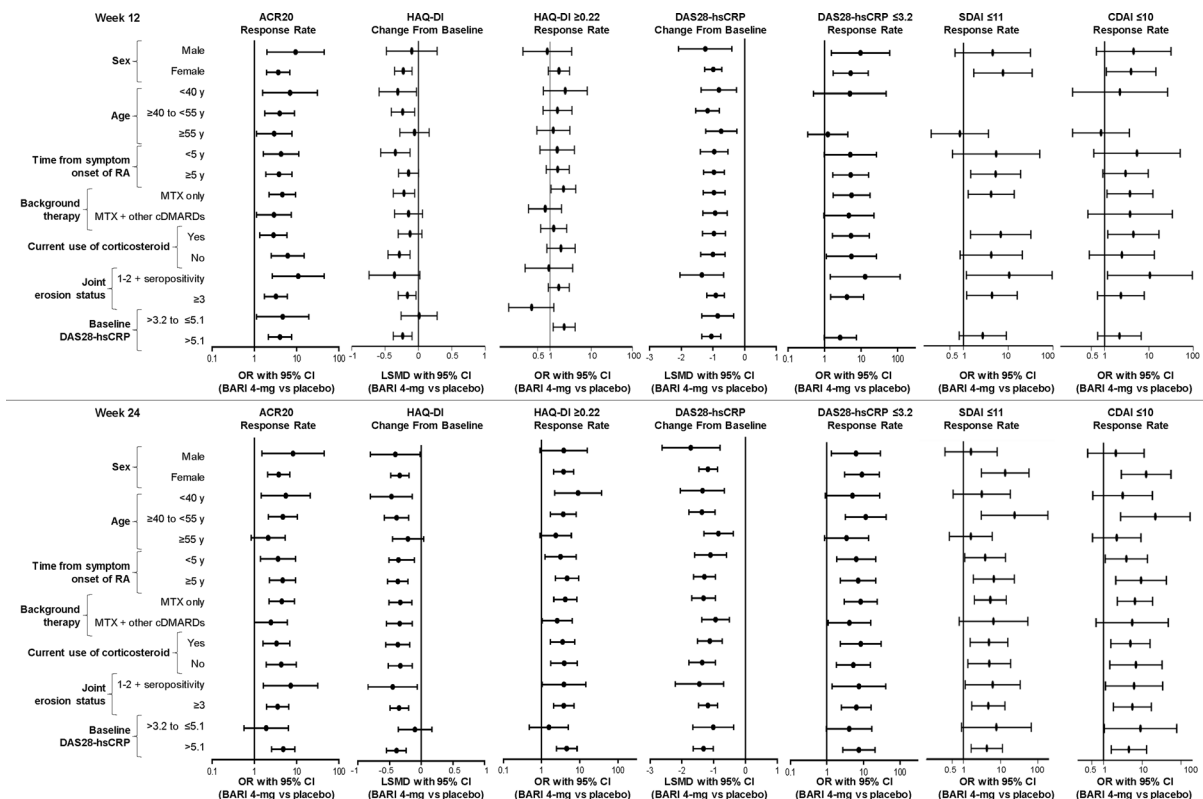 Week 12
ACR20
Response Rate
HAQ-DI
Change From Baseline
HAQ-DI ≥0.22
Response Rate
DAS28-hsCRP
Change From Baseline
DAS28-hsCRP ≤3.2
Response Rate
SDAI ≤11
Response Rate
CDAI ≤10
Response Rate
Sex
Male
Female
Age
<40 y
≥40 to <55 y
≥55 y
Time from symptom
onset of RA
<5 y
≥5 y
Background
therapy
MTX only
MTX + other cDMARDs
Current use of corticosteroid
Yes
No
Joint
erosion status
1-2 + seropositivity
≥3
Baseline
DAS28-hsCRP
>3.2 to ≤5.1
>5.1
0.1 1 10 100
-1 -0.5 0 0.5 1
0.5 1 10 100
-3 -2 -1 0 1
0.1 1 10 100
0.5 1 10 100
0.5 1 10 100
OR with 95% CI
(BARI 4-mg vs placebo)
LSMD with 95% CI
(BARI 4-mg vs placebo)
OR with 95% CI
(BARI 4-mg vs placebo)
LSMD with 95% CI
(BARI 4-mg vs placebo)
OR with 95% CI
(BARI 4-mg vs placebo)
OR with 95% CI
(BARI 4-mg vs placebo)
OR with 95% CI
(BARI 4-mg vs placebo)
Week 24
ACR20
Response Rate
HAQ-DI
Change From Baseline
HAQ-DI ≥0.22
Response Rate
DAS28-hsCRP
Change From Baseline
DAS28-hsCRP ≤3.2
Response Rate
SDAI ≤11
Response Rate
CDAI ≤10
Response Rate
Sex
Male
Female
Age
<40 y
≥40 to <55 y
≥55 y
Time from symptom
onset of RA
<5 y
≥5 y
Background
therapy
MTX only
MTX + other cDMARDs
Current use of corticosteroid
Yes
No
Joint
erosion status
1-2 + seropositivity
≥3
Baseline
DAS28-hsCRP
>3.2 to ≤5.1
>5.1
0.1 1 10 100
-1 -0.5 0 0.5 1
0.1 1 10 100
-3 -2 -1 0 1
0.1 1 10 100
0.5 1 10 100
0.5 1 10 100
OR with 95% CI
(BARI 4-mg vs placebo)
LSMD with 95% CI
(BARI 4-mg vs placebo)
OR with 95% CI
(BARI 4-mg vs placebo)
LSMD with 95% CI
(BARI 4-mg vs placebo)
OR with 95% CI
(BARI 4-mg vs placebo)
OR with 95% CI
(BARI 4-mg vs placebo)
OR with 95% CI
(BARI 4-mg vs placebo)